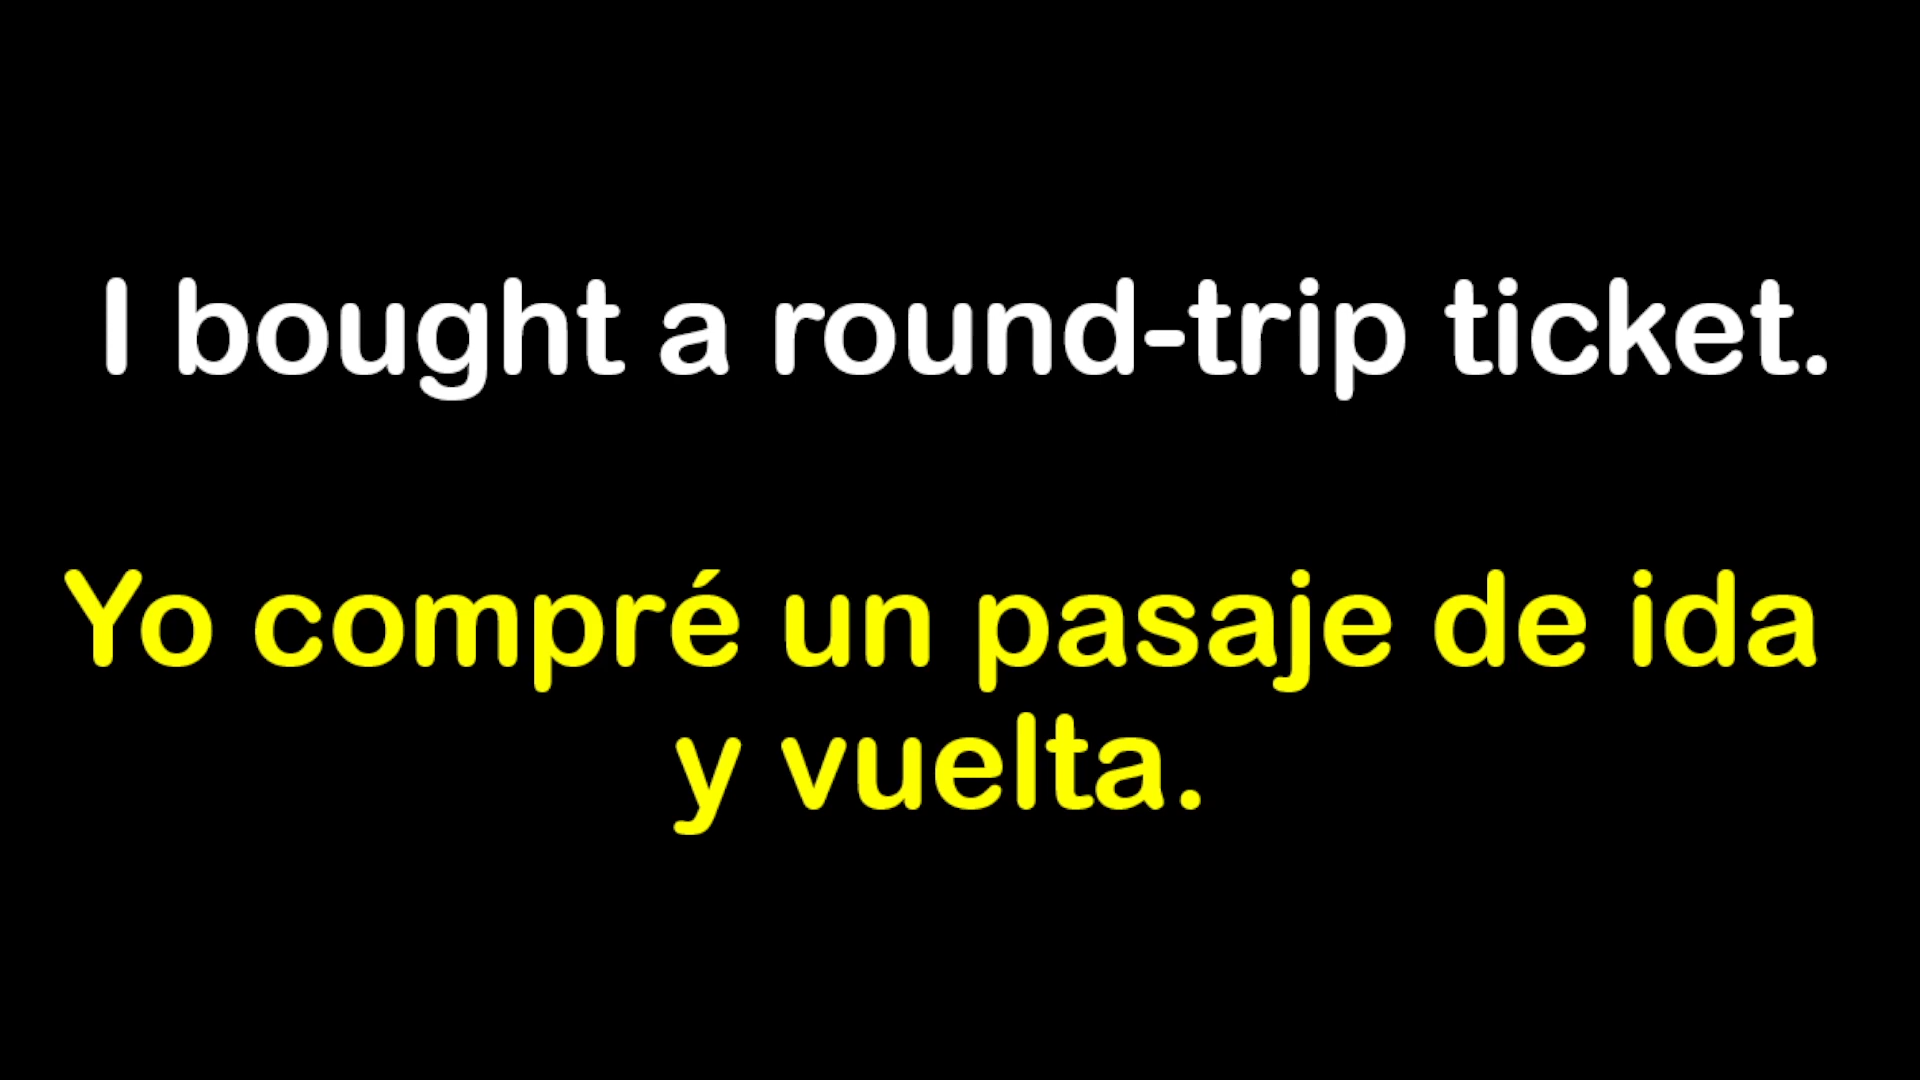 I bought a round-trip ticket.
Yo compré un pasaje de ida
y vuelta.